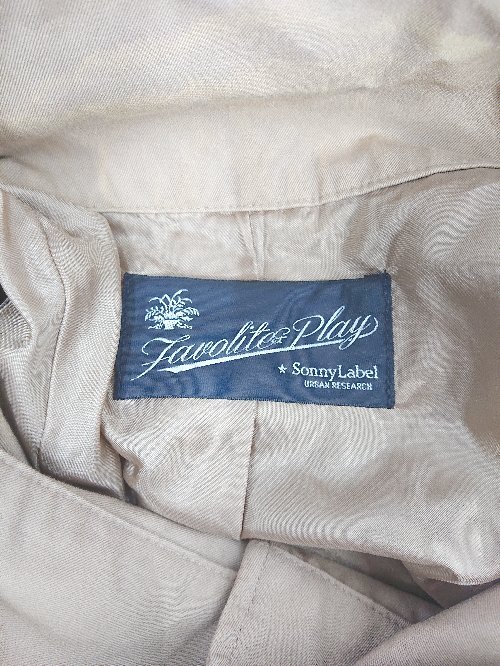 Favolite & Play
★ SonnyLabel
URBAN RESEARCH